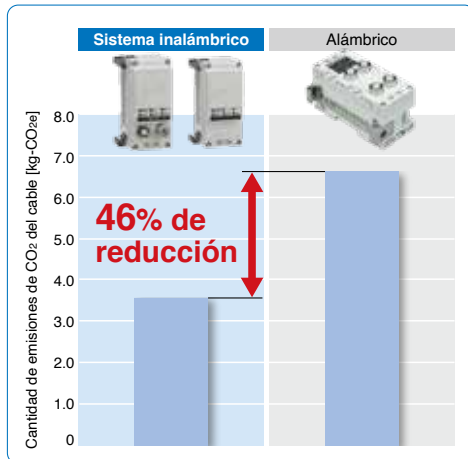 Sistema inalámbrico
Alámbrico
Cantidad de emisiones de CO2 del cable [kg-CO2e]
8.0
7.0
6.0
5.0
4.0
3.0
2.0
1.0
0
46% de
reducción